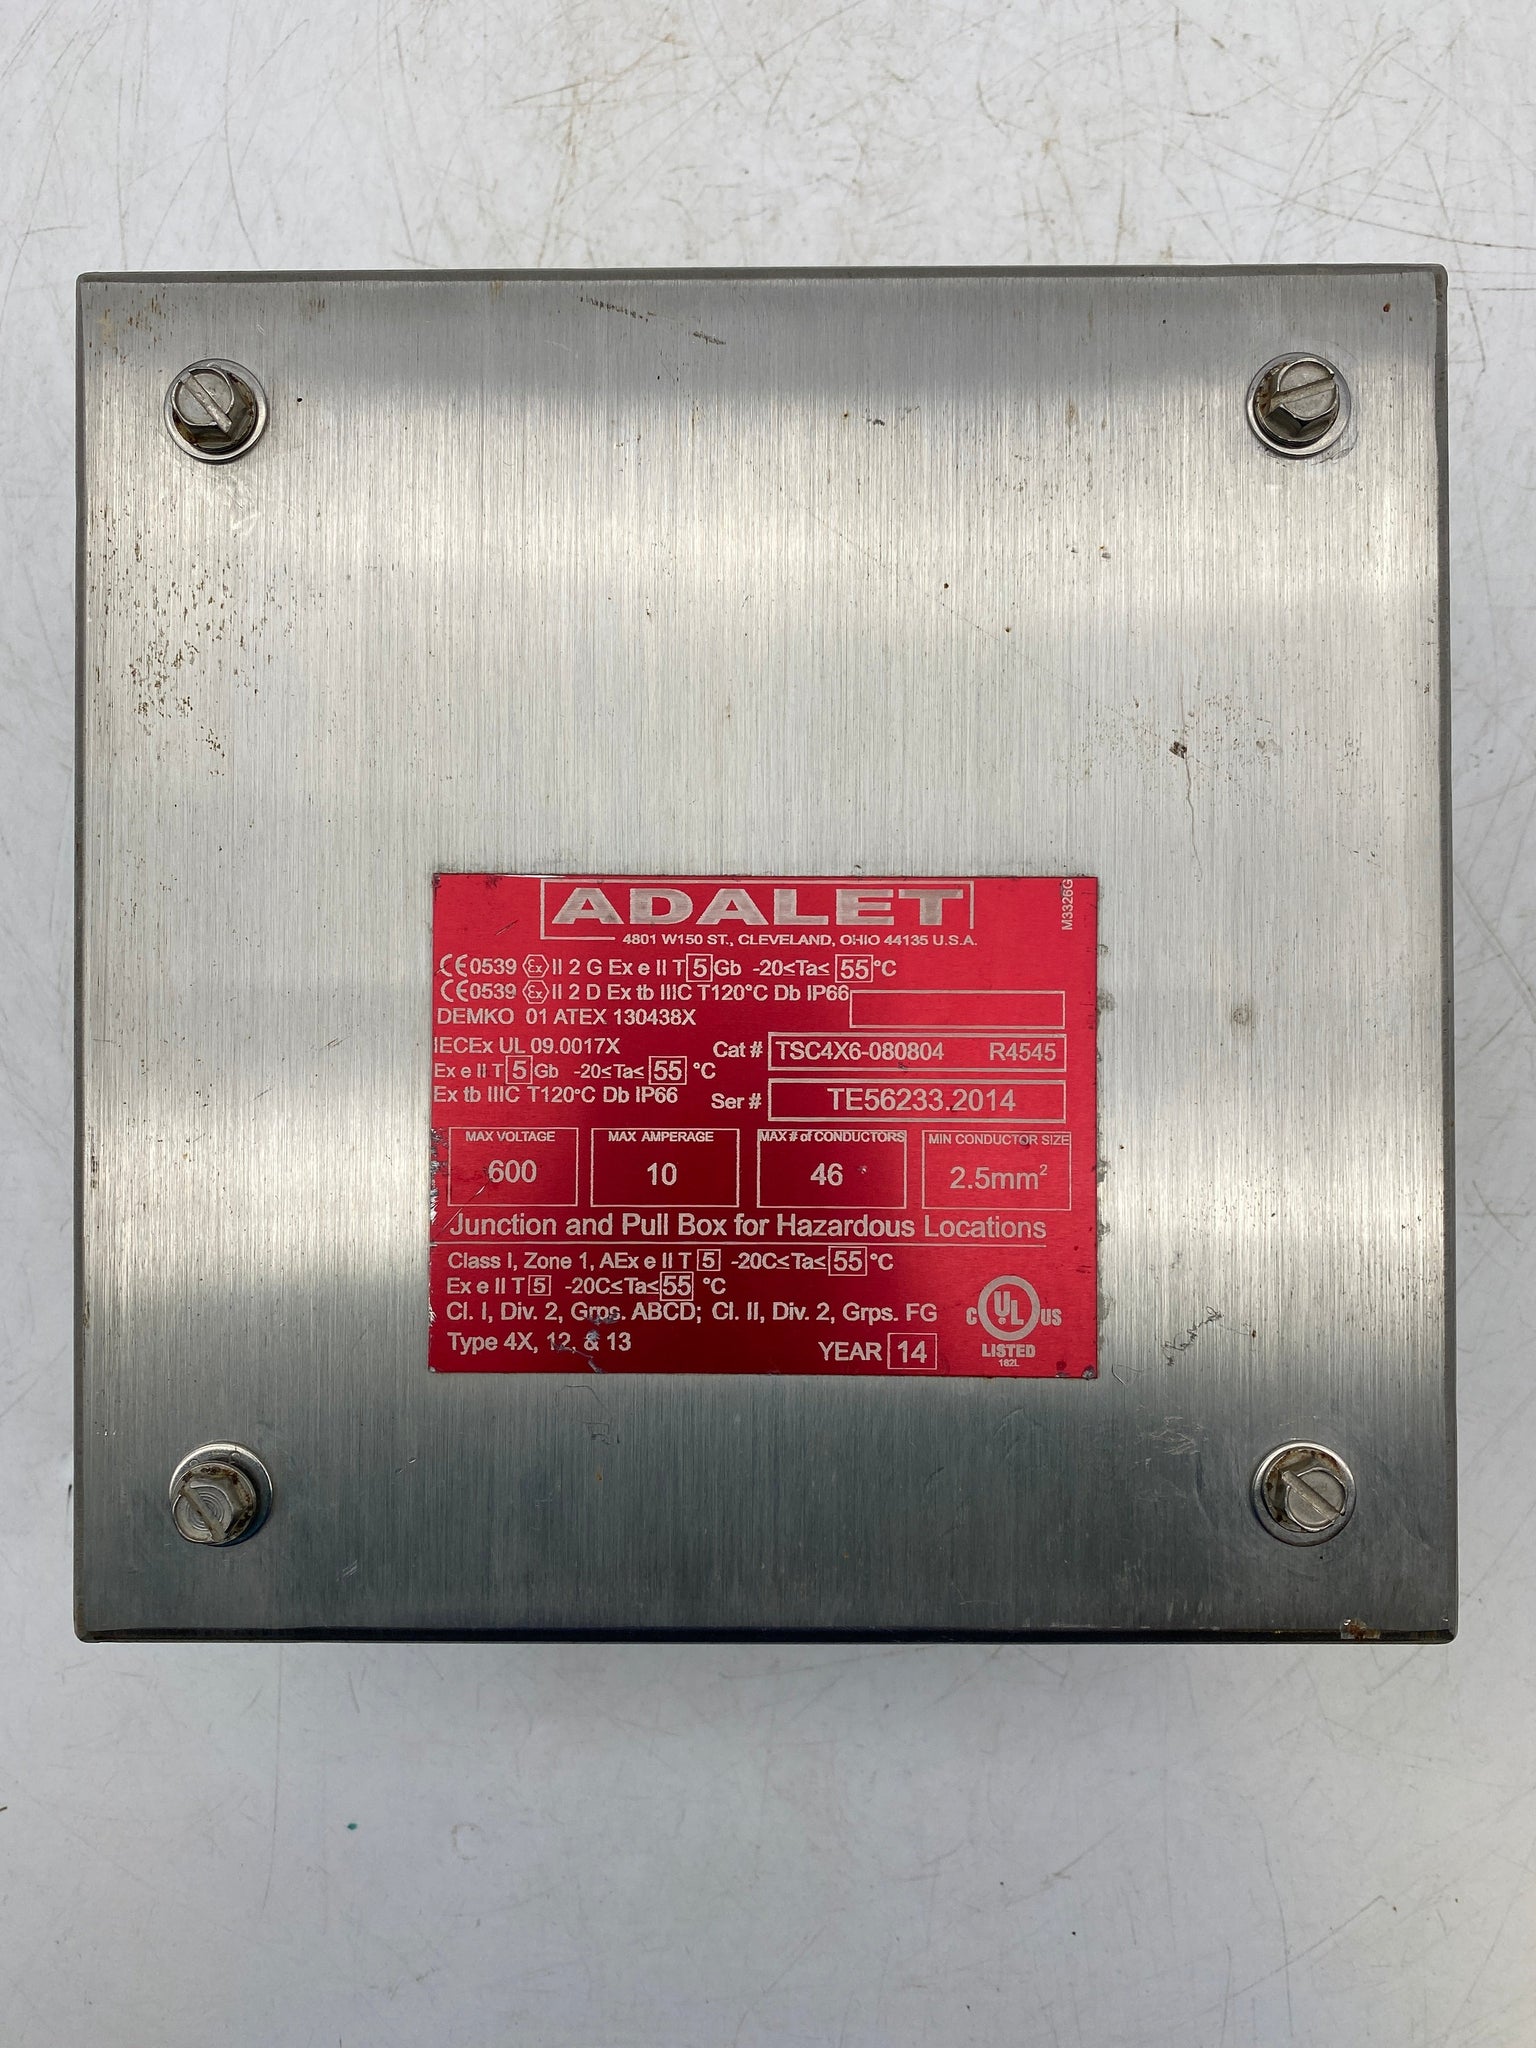 ADALET
M3326G
4801 W150 ST., CLEVELAND, OHIO 44135 U.S.A.
CE0539 Ex II 2 G Ex e II T 5 Gb -20≤Ta≤ 55 °C
CE0539 Ex II 2 D Ex tb IIIC T120°C Db IP66
DEMKO 01 ATEX 130438X
IECEx UL 09.0017X
Cat # TSC4X6-080804 R4545
Ex e II T 5 Gb -20≤Ta≤ 55 °C
Ex tb IIIC T120°C Db IP66
Ser # TE56233.2014
MAX VOLTAGE MAX AMPERAGE MAX # of CONDUCTORS MIN CONDUCTOR SIZE
600 10 46 2.5mm²
Junction and Pull Box for Hazardous Locations
Class I, Zone 1, AEx e II T 5 -20C≤Ta≤ 55 °C
Ex e II T 5 -20C≤Ta≤ 55 °C
Cl. I, Div. 2, Grps. ABCD; Cl. II, Div. 2, Grps. FG
Type 4X, 12, & 13
YEAR 14
C UL US
LISTED
182L